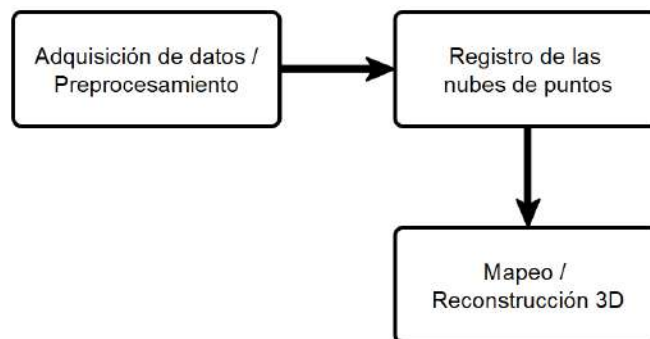 Adquisición de datos /
Preprocesamiento
Registro de las
nubes de puntos
Mapeo /
Reconstrucción 3D